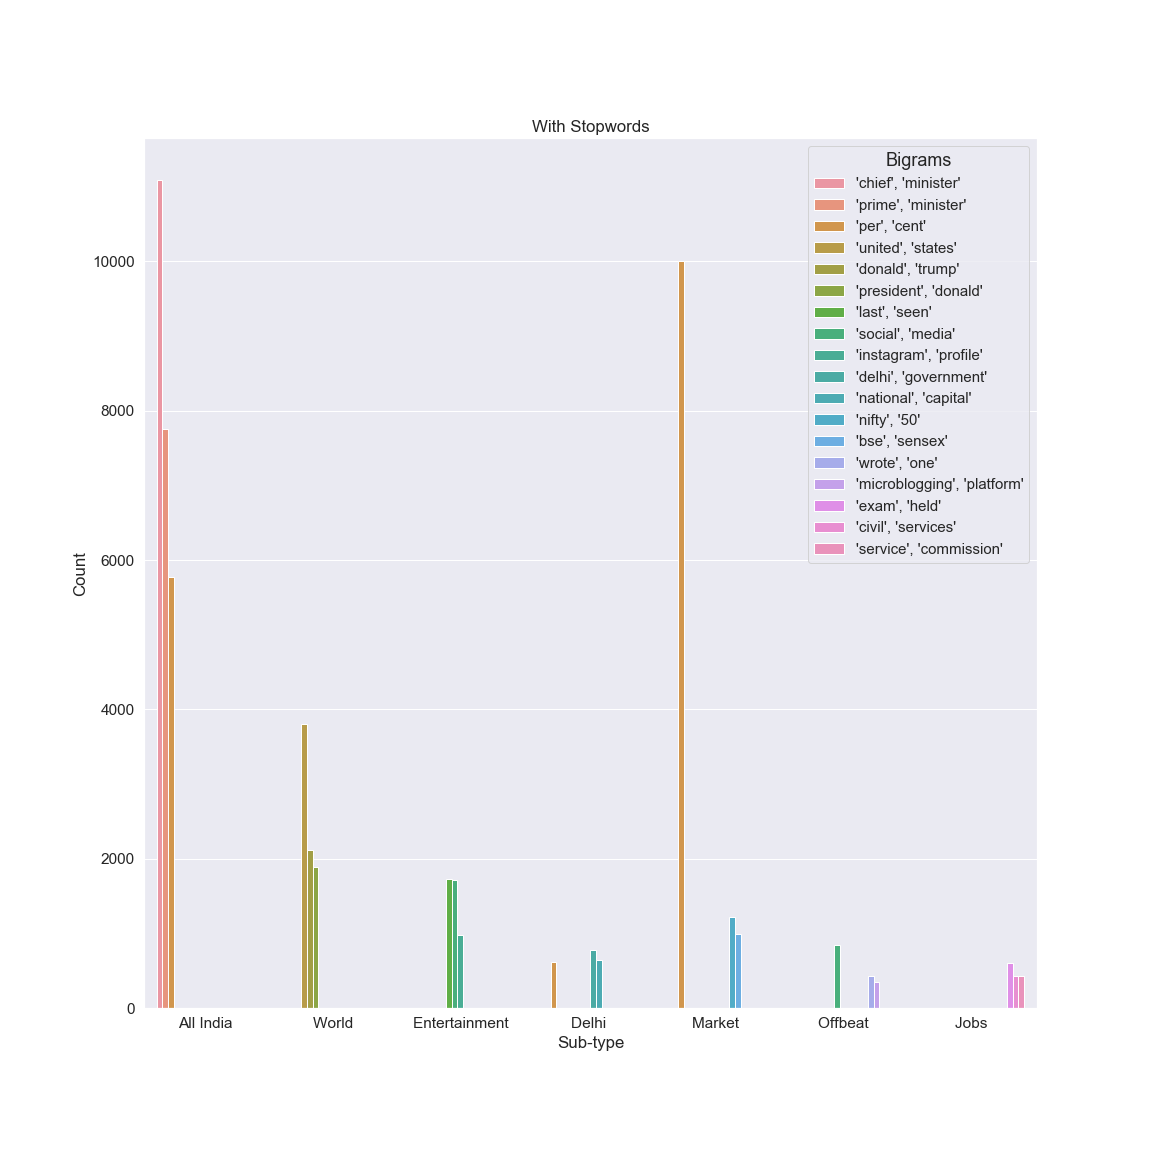 With Stopwords
Bigrams
'chief', 'minister'
'prime', 'minister'
'per', 'cent'
'united', 'states'
'donald', 'trump'
'president', 'donald'
'last', 'seen'
'social', 'media'
'instagram', 'profile'
'delhi', 'government'
'national', 'capital'
'nifty', '50'
'bse', 'sensex'
'wrote', 'one'
'microblogging', 'platform'
'exam', 'held'
'civil', 'services'
'service', 'commission'
Count
10000
8000
6000
4000
2000
0
All India World Entertainment Delhi Market Offbeat Jobs
Sub-type